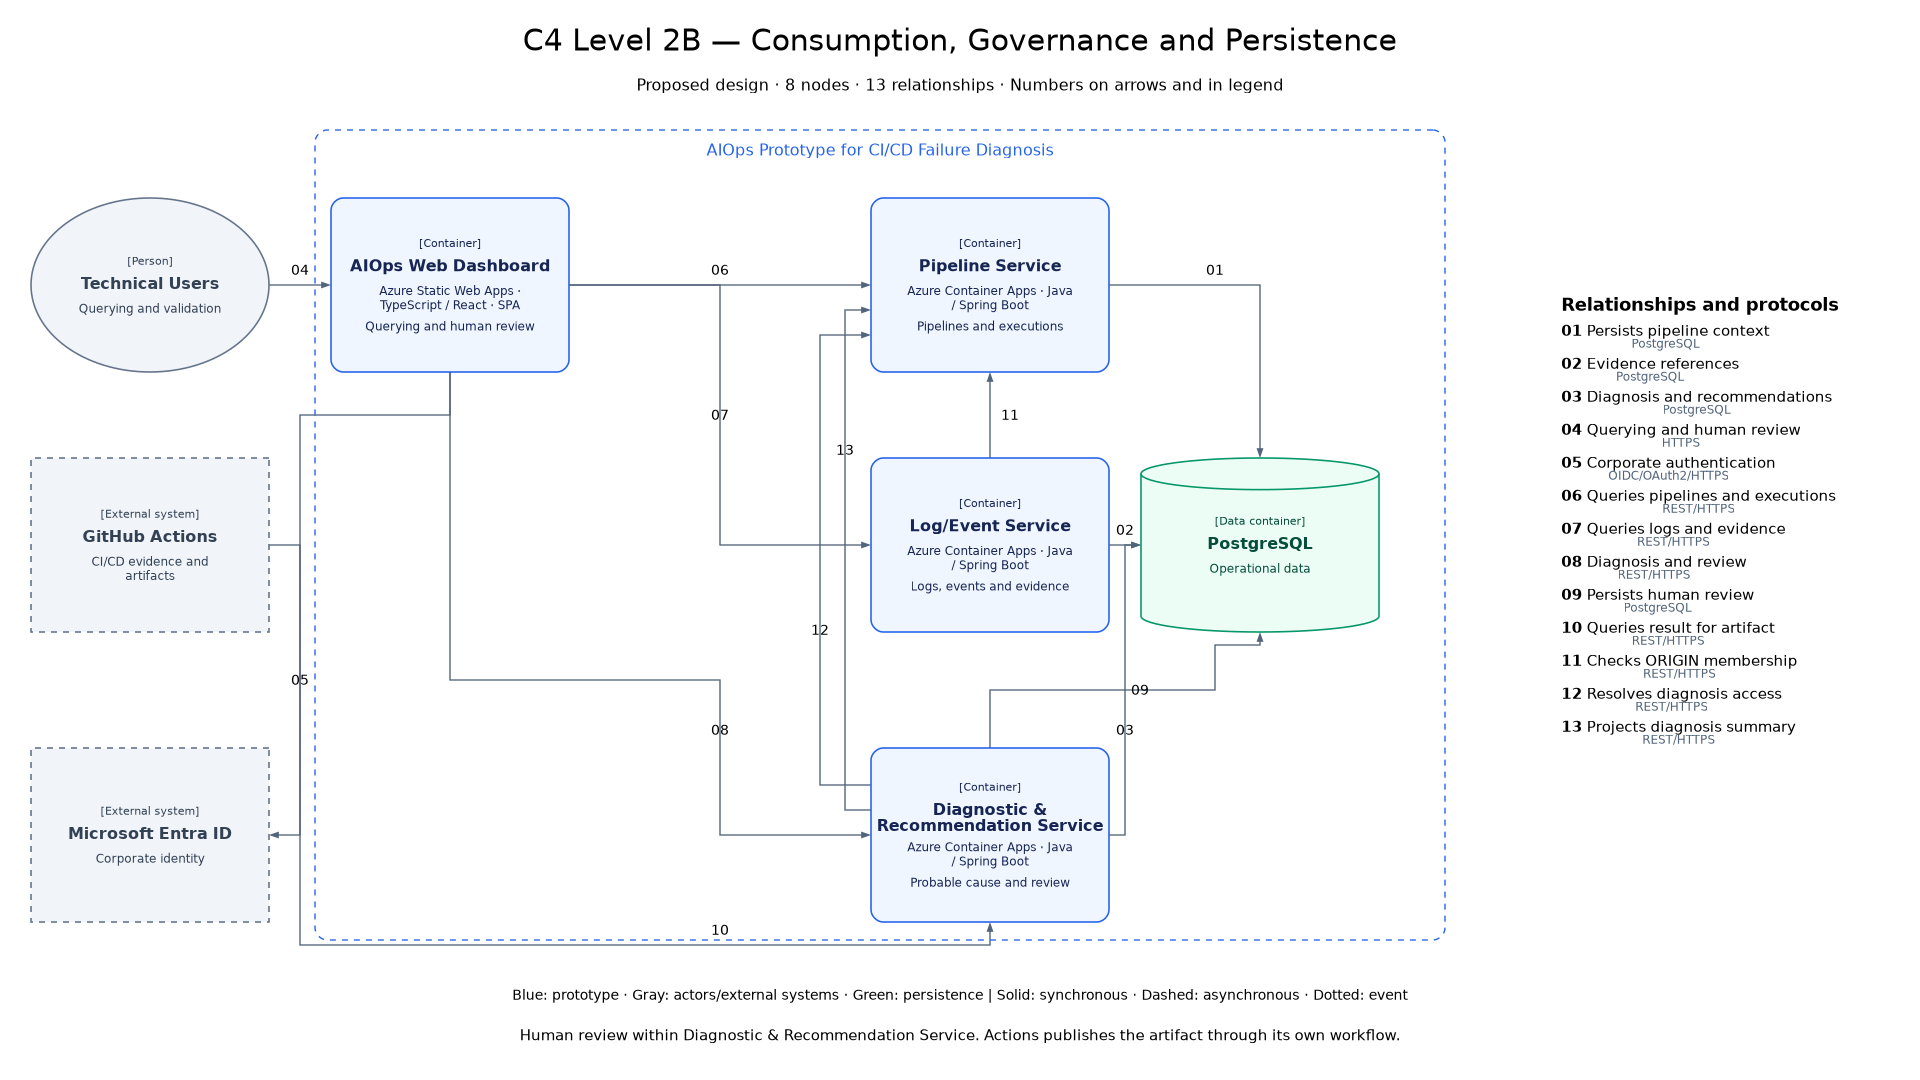 C4 Level 2B — Consumption, Governance and Persistence
Proposed design · 8 nodes · 13 relationships · Numbers on arrows and in legend
AIOps Prototype for CI/CD Failure Diagnosis
[Person]
Technical Users
Querying and validation
04
[Container]
AIOps Web Dashboard
Azure Static Web Apps ·
TypeScript / React · SPA
Querying and human review
06
[Container]
Pipeline Service
Azure Container Apps · Java
/ Spring Boot
Pipelines and executions
01
07
11
13
[External system]
GitHub Actions
CI/CD evidence and
artifacts
[Container]
Log/Event Service
Azure Container Apps · Java
/ Spring Boot
Logs, events and evidence
02
[Data container]
PostgreSQL
Operational data
12
05
09
08
03
[External system]
Microsoft Entra ID
Corporate identity
[Container]
Diagnostic &
Recommendation Service
Azure Container Apps · Java
/ Spring Boot
Probable cause and review
10
Relationships and protocols
01 Persists pipeline context
PostgreSQL
02 Evidence references
PostgreSQL
03 Diagnosis and recommendations
PostgreSQL
04 Querying and human review
HTTPS
05 Corporate authentication
OIDC/OAuth2/HTTPS
06 Queries pipelines and executions
REST/HTTPS
07 Queries logs and evidence
REST/HTTPS
08 Diagnosis and review
REST/HTTPS
09 Persists human review
PostgreSQL
10 Queries result for artifact
REST/HTTPS
11 Checks ORIGIN membership
REST/HTTPS
12 Resolves diagnosis access
REST/HTTPS
13 Projects diagnosis summary
REST/HTTPS
Blue: prototype · Gray: actors/external systems · Green: persistence | Solid: synchronous · Dashed: asynchronous · Dotted: event
Human review within Diagnostic & Recommendation Service. Actions publishes the artifact through its own workflow.